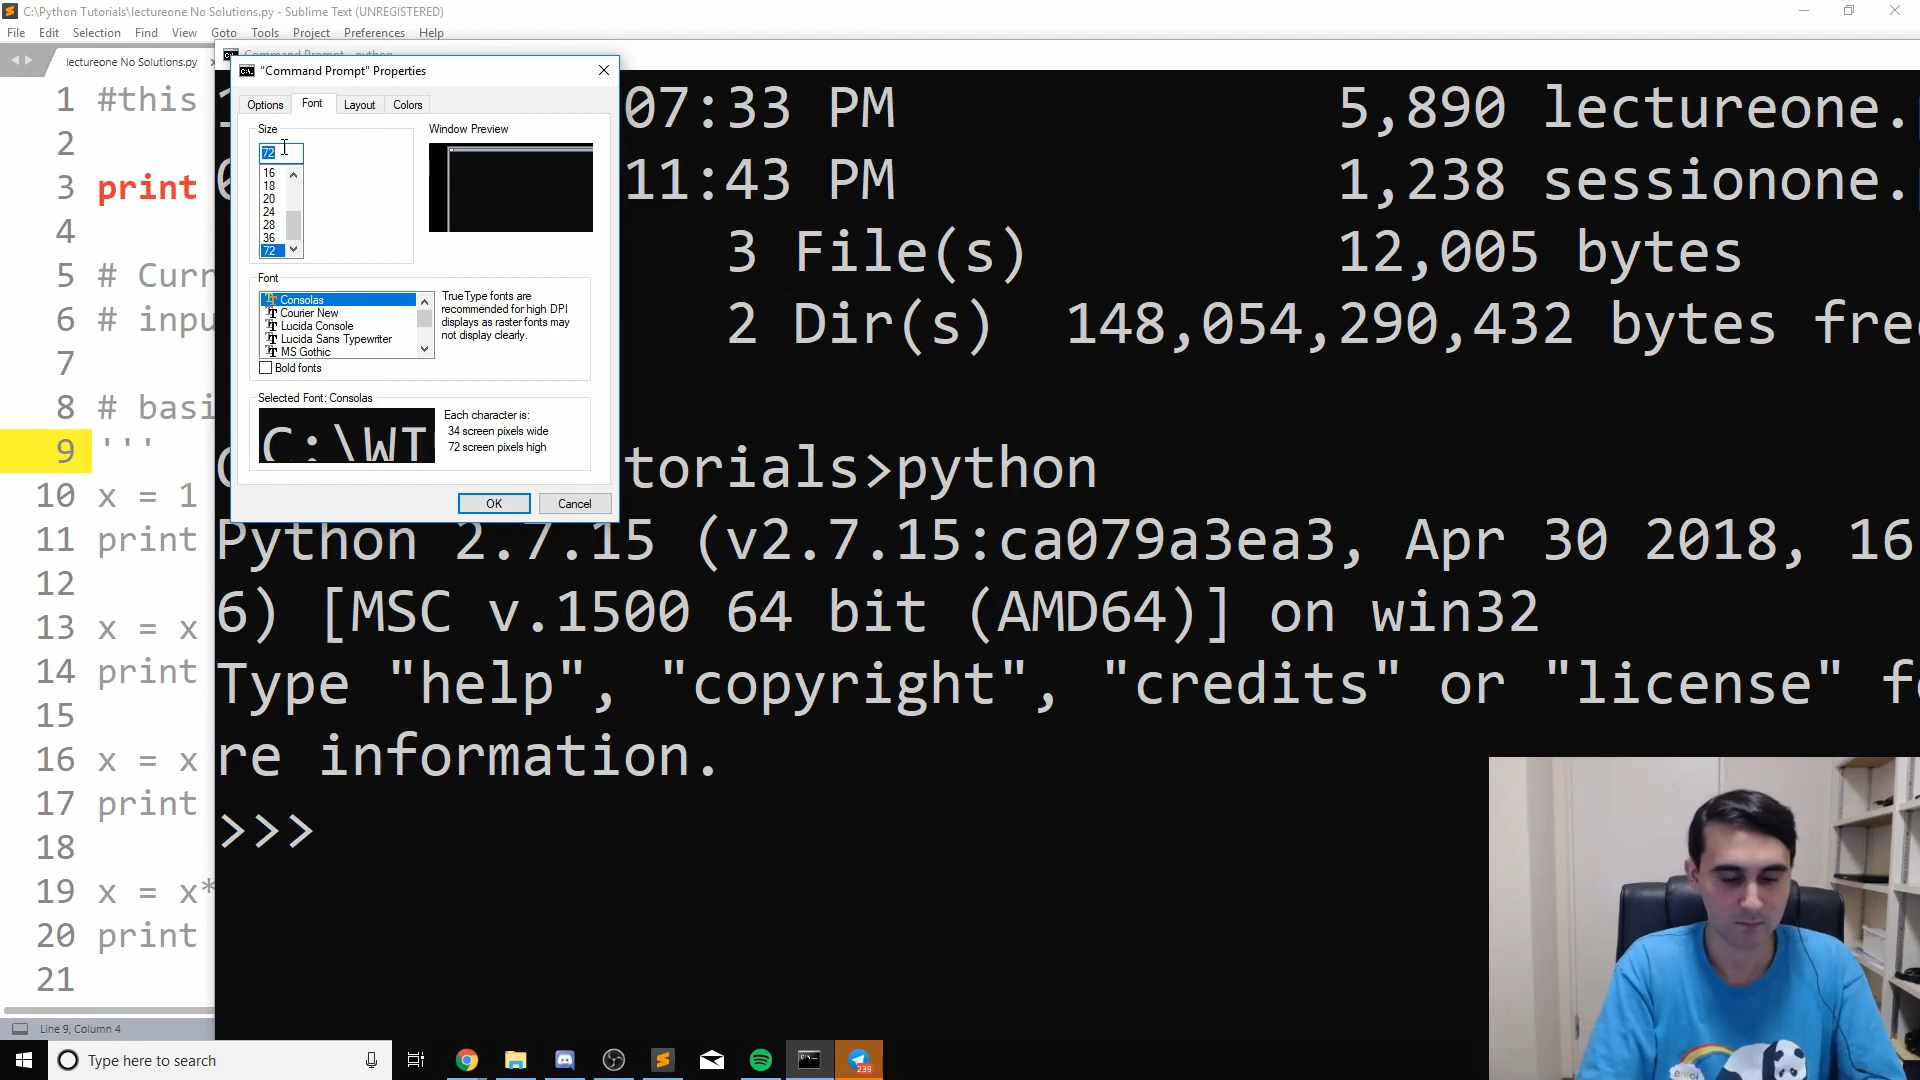 C:\Python Tutorials\lectureone No Solutions.py - Sublime Text (UNREGISTERED)
File Edit Selection Find View Goto Tools Project Preferences Help
lectureone No Solutions.py
Command Prompt - python
"Command Prompt" Properties
Options Font Layout Colors
Size
72
16
18
20
24
28
36
72
Window Preview
Font
Consolas
Courier New
Lucida Console
Lucida Sans Typewriter
MS Gothic
TrueType fonts are
recommended for high DPI
displays as raster fonts may
not display clearly.
Bold fonts
Selected Font: Consolas
C:\WI
Each character is:
34 screen pixels wide
72 screen pixels high
OK Cancel
1 #this
2
3 print
4
5 # Curr
6 # inpu
7
8 # basi
9 '''
10 x = 1
11 print
12
13 x = x
14 print
15
16 x = x
17 print
18
19 x = x*
20 print
21
07:33 PM 5,890 lectureone.
11:43 PM 1,238 sessionone.
3 File(s) 12,005 bytes
2 Dir(s) 148,054,290,432 bytes fre
torials>python
Python 2.7.15 (v2.7.15:ca079a3ea3, Apr 30 2018, 16
6) [MSC v.1500 64 bit (AMD64)] on win32
Type "help", "copyright", "credits" or "license" f
re information.
>>>
Line 9, Column 4
Type here to search
239